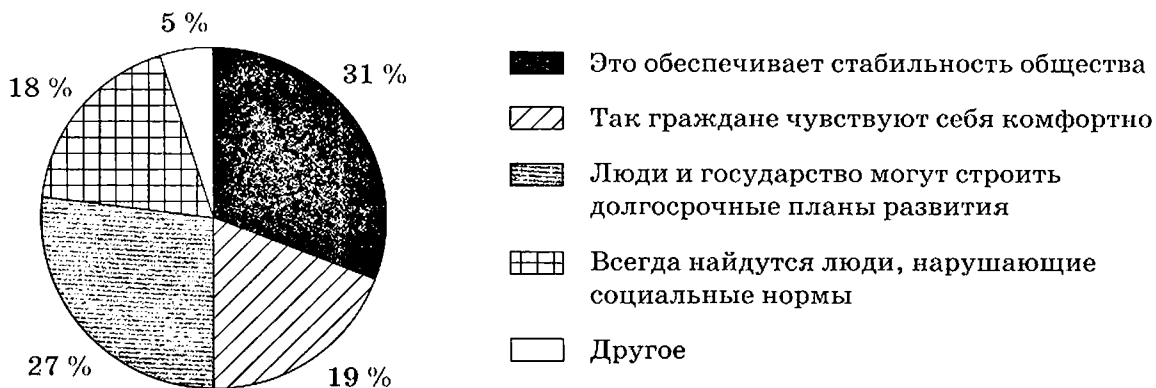 5 %
31 %
18 %
27 %
19 %
Это обеспечивает стабильность общества
Так граждане чувствуют себя комфортно
Люди и государство могут строить
долгосрочные планы развития
Всегда найдутся люди, нарушающие
социальные нормы
Другое